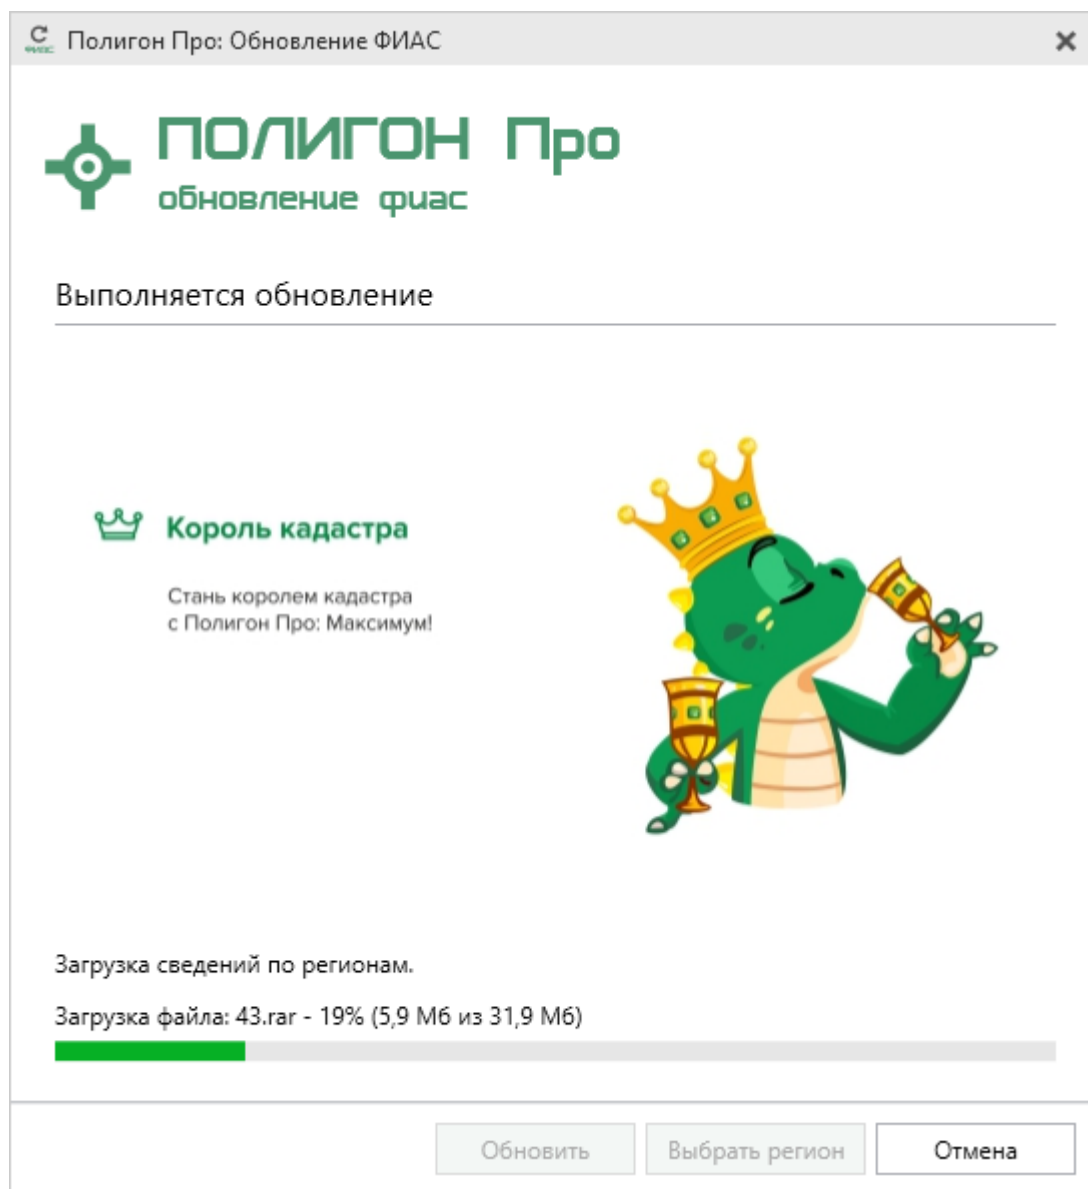 ФИАС Полигон Про: Обновление ФИАС
ПОЛИГОН Про
обновление фиас
Выполняется обновление
Король кадастра
Стань королем кадастра
с Полигон Про: Максимум!
Загрузка сведений по регионам.
Загрузка файла: 43.rar - 19% (5,9 Мб из 31,9 Мб)
Обновить Выбрать регион Отмена